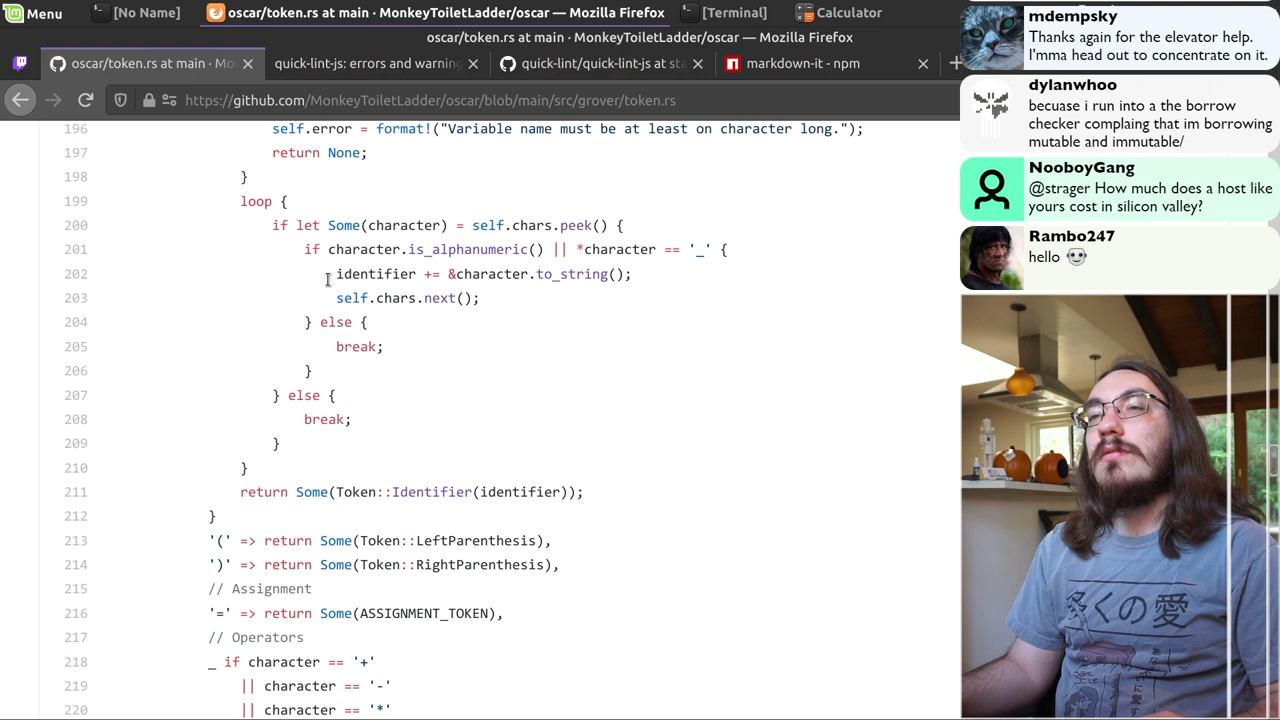 Menu
[No Name]
oscar/token.rs at main · MonkeyToiletLadder/oscar — Mozilla Firefox
[Terminal]
Calculator
oscar/token.rs at main · MonkeyToiletLadder/oscar — Mozilla Firefox
oscar/token.rs at main · Mo
quick-lint-js: errors and warning
quick-lint/quick-lint-js at sta
markdown-it - npm
https://github.com/MonkeyToiletLadder/oscar/blob/main/src/grover/token.rs
196 self.error = format!("Variable name must be at least on character long.");
197 return None;
198 }
199 loop {
200 if let Some(character) = self.chars.peek() {
201 if character.is_alphanumeric() || *character == '_' {
202 identifier += &character.to_string();
203 self.chars.next();
204 } else {
205 break;
206 }
207 } else {
208 break;
209 }
210 }
211 return Some(Token::Identifier(identifier));
212 }
213 '(' => return Some(Token::LeftParenthesis),
214 ')' => return Some(Token::RightParenthesis),
215 // Assignment
216 '=' => return Some(ASSIGNMENT_TOKEN),
217 // Operators
218 _ if character == '+'
219 || character == '-'
220 || character == '*'
mdempsky
Thanks again for the elevator help.
I'mma head out to concentrate on it.
dylanwhoo
becuase i run into a the borrow
checker complaing that im borrowing
mutable and immutable/
NooboyGang
@strager How much does a host like
yours cost in silicon valley?
Rambo247
hello
多くの愛